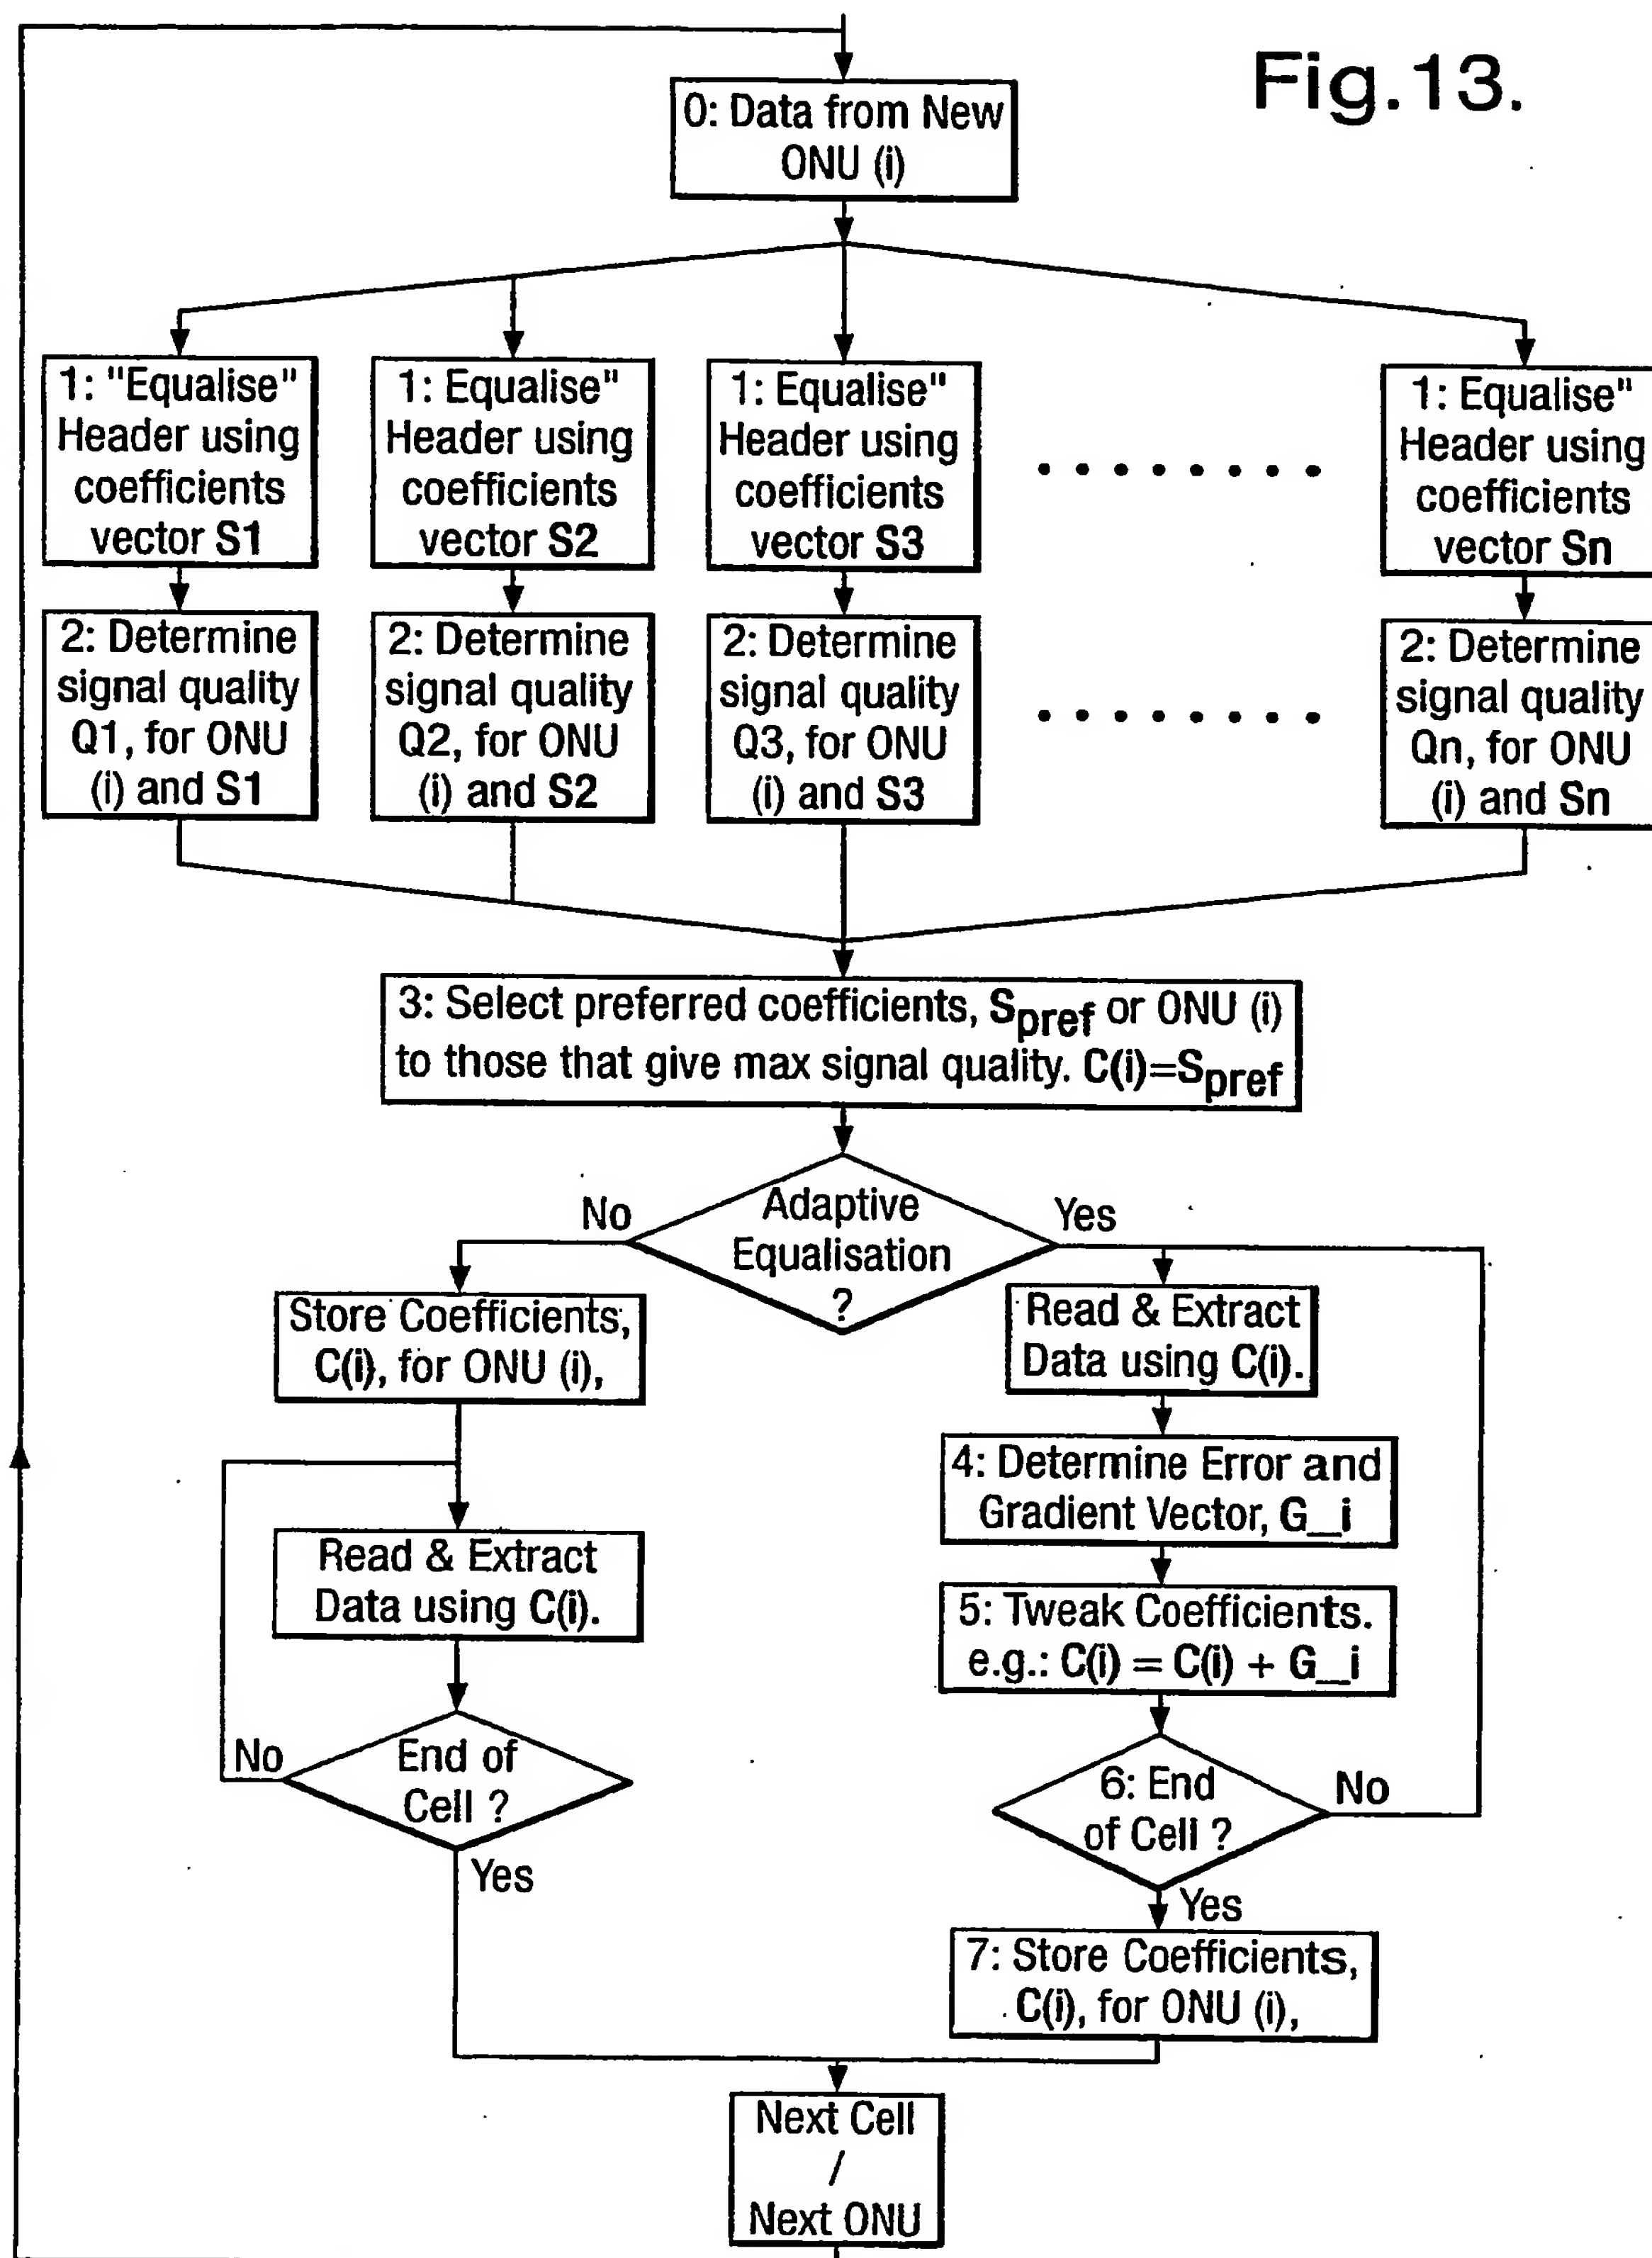 Fig.13.
0: Data from New
ONU (i)
1: "Equalise"
Header using
coefficients
vector S1
1: Equalise"
Header using
coefficients
vector S2
1: Equalise"
Header using
coefficients
vector S3
1: Equalise"
Header using
coefficients
vector Sn
2: Determine
signal quality
Q1, for ONU
(i) and S1
2: Determine
signal quality
Q2, for ONU
(i) and S2
2: Determine
signal quality
Q3, for ONU
(i) and S3
2: Determine
signal quality
Qn, for ONU
(i) and Sn
3: Select preferred coefficients, Spref or ONU (i)
to those that give max signal quality. C(i)=Spref
Adaptive
Equalisation
?
No
Yes
Store Coefficients,
C(i), for ONU (i),
Read & Extract
Data using C(i).
End of
Cell ?
No
Yes
Read & Extract
Data using C(i).
4: Determine Error and
Gradient Vector, G_i
5: Tweak Coefficients.
e.g.: C(i) = C(i) + G_i
6: End
of Cell ?
No
Yes
7: Store Coefficients,
C(i), for ONU (i),
Next Cell
/
Next ONU